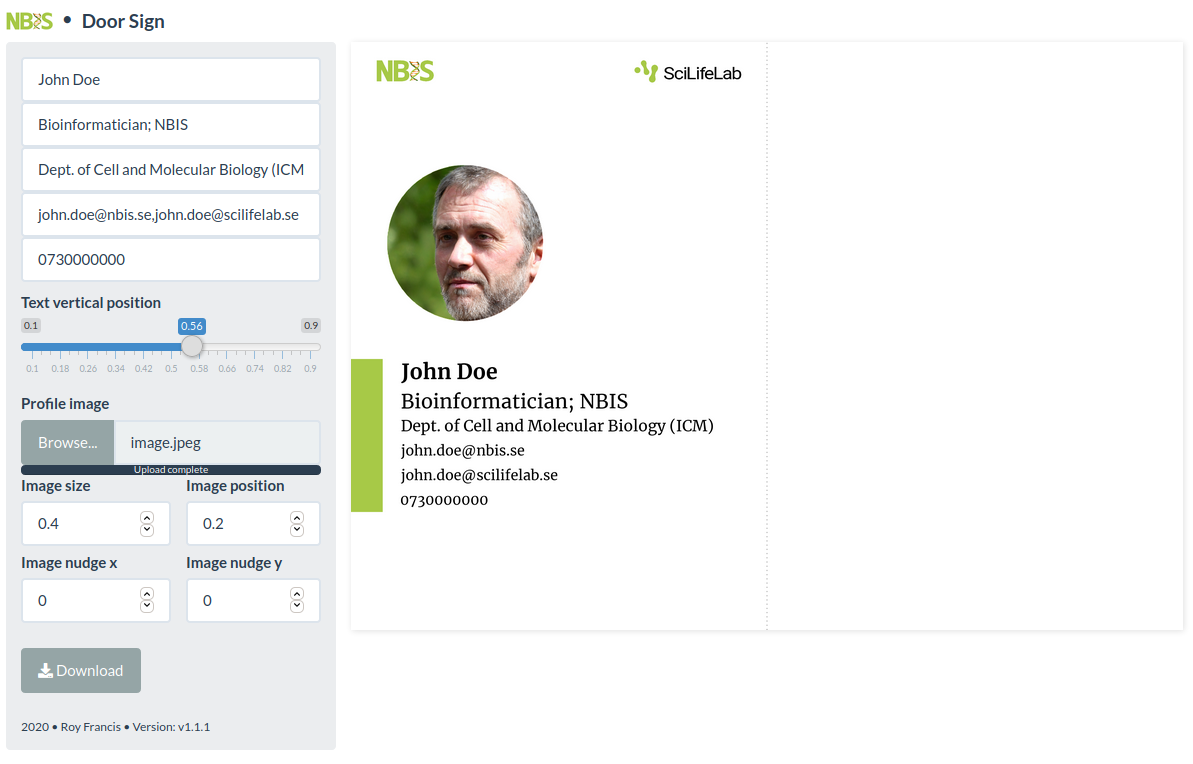 NBIS • Door Sign
John Doe
Bioinformatician; NBIS
Dept. of Cell and Molecular Biology (ICM
john.doe@nbis.se,john.doe@scilifelab.se
0730000000
Text vertical position
0.1 0.56 0.9
0.1 0.18 0.26 0.34 0.42 0.5 0.58 0.66 0.74 0.82 0.9
Profile image
Browse... image.jpeg
Upload complete
Image size Image position
0.4 0.2
Image nudge x Image nudge y
0 0
Download
2020 • Roy Francis • Version: v1.1.1
NBIS SciLifeLab
John Doe
Bioinformatician; NBIS
Dept. of Cell and Molecular Biology (ICM)
john.doe@nbis.se
john.doe@scilifelab.se
0730000000